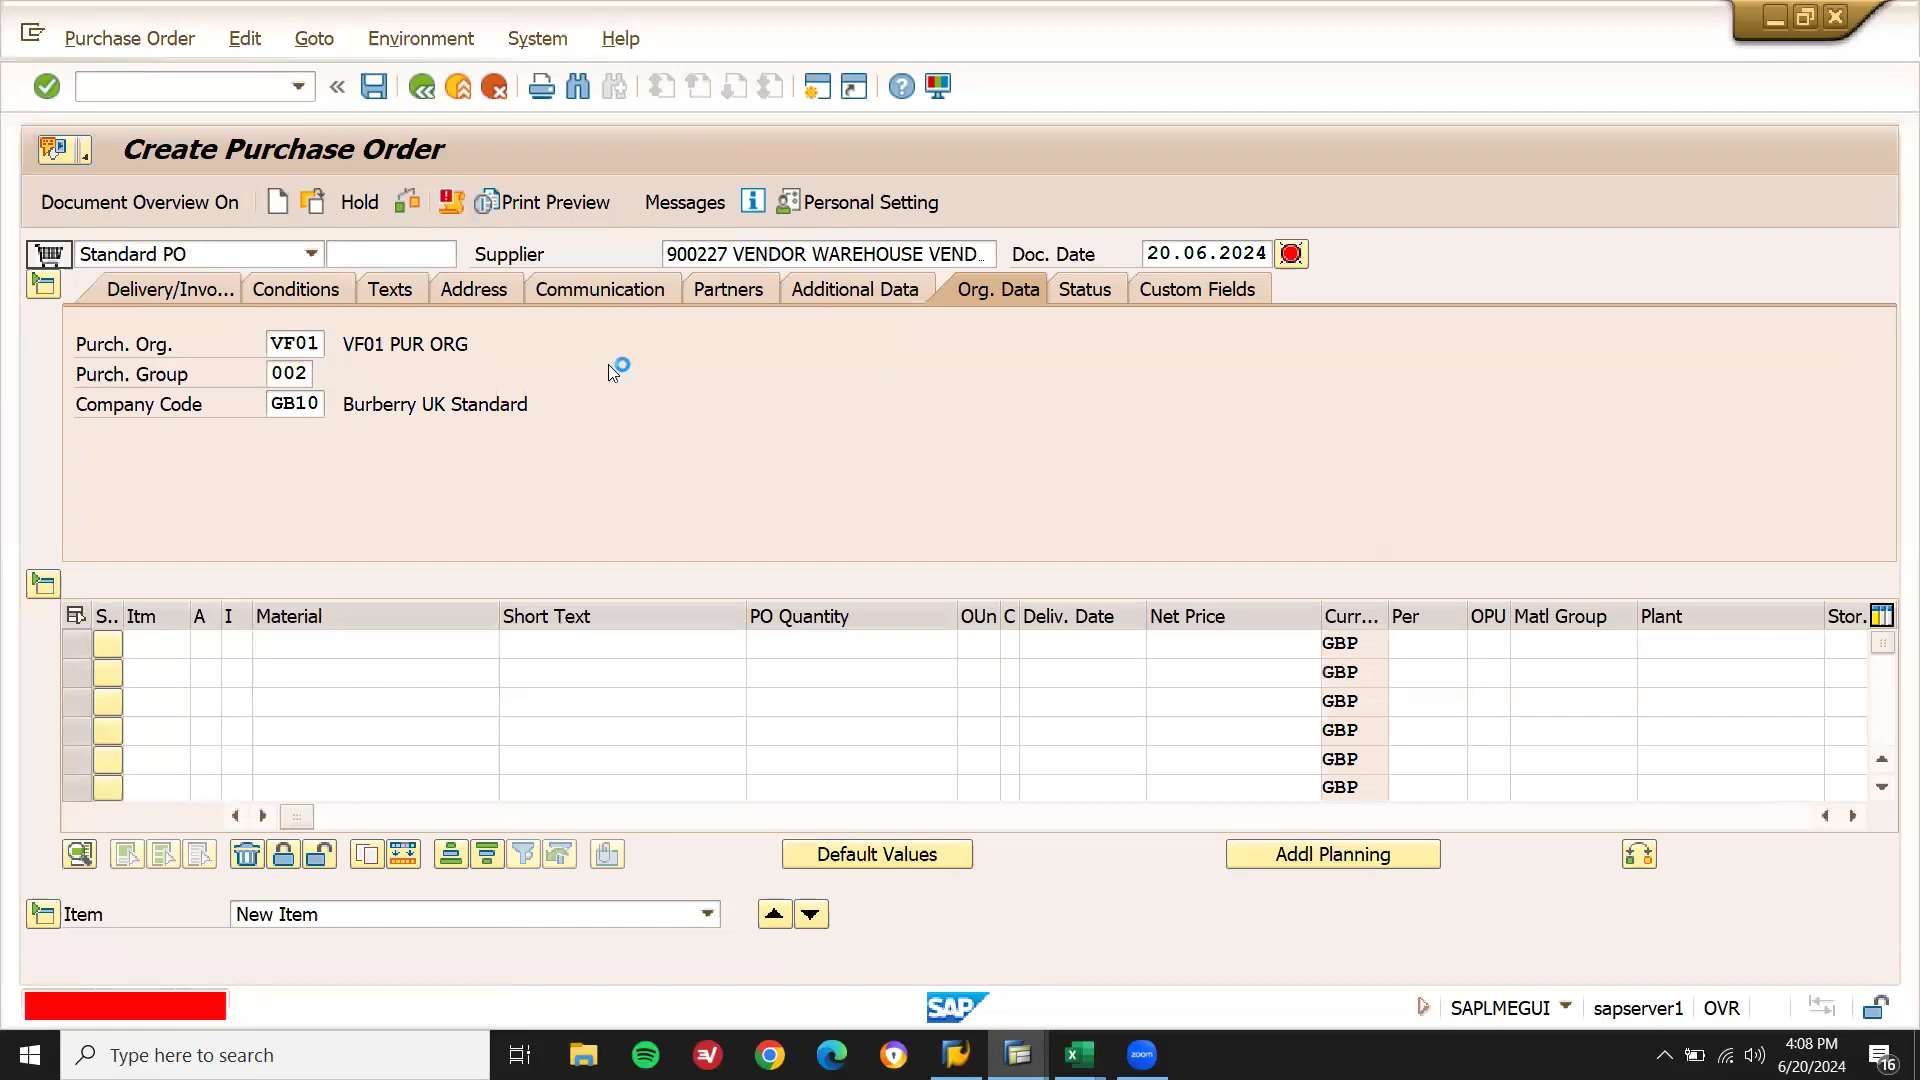 Purchase Order Edit Goto Environment System Help
Create Purchase Order
Document Overview On Hold Print Preview Messages Personal Setting
Standard PO Supplier 900227 VENDOR WAREHOUSE VEND... Doc. Date 20.06.2024
Delivery/Invo... Conditions Texts Address Communication Partners Additional Data Org. Data Status Custom Fields
Purch. Org. VF01 VF01 PUR ORG
Purch. Group 002
Company Code GB10 Burberry UK Standard
S.. Itm A I Material Short Text PO Quantity OUn C Deliv. Date Net Price Curr... Per OPU Matl Group Plant Stor.
GBP
GBP
GBP
GBP
GBP
GBP
Default Values Addl Planning
Item New Item
SAP SAPLMEGUI sapserver1 OVR
Type here to search zoom 4:08 PM
6/20/2024 16